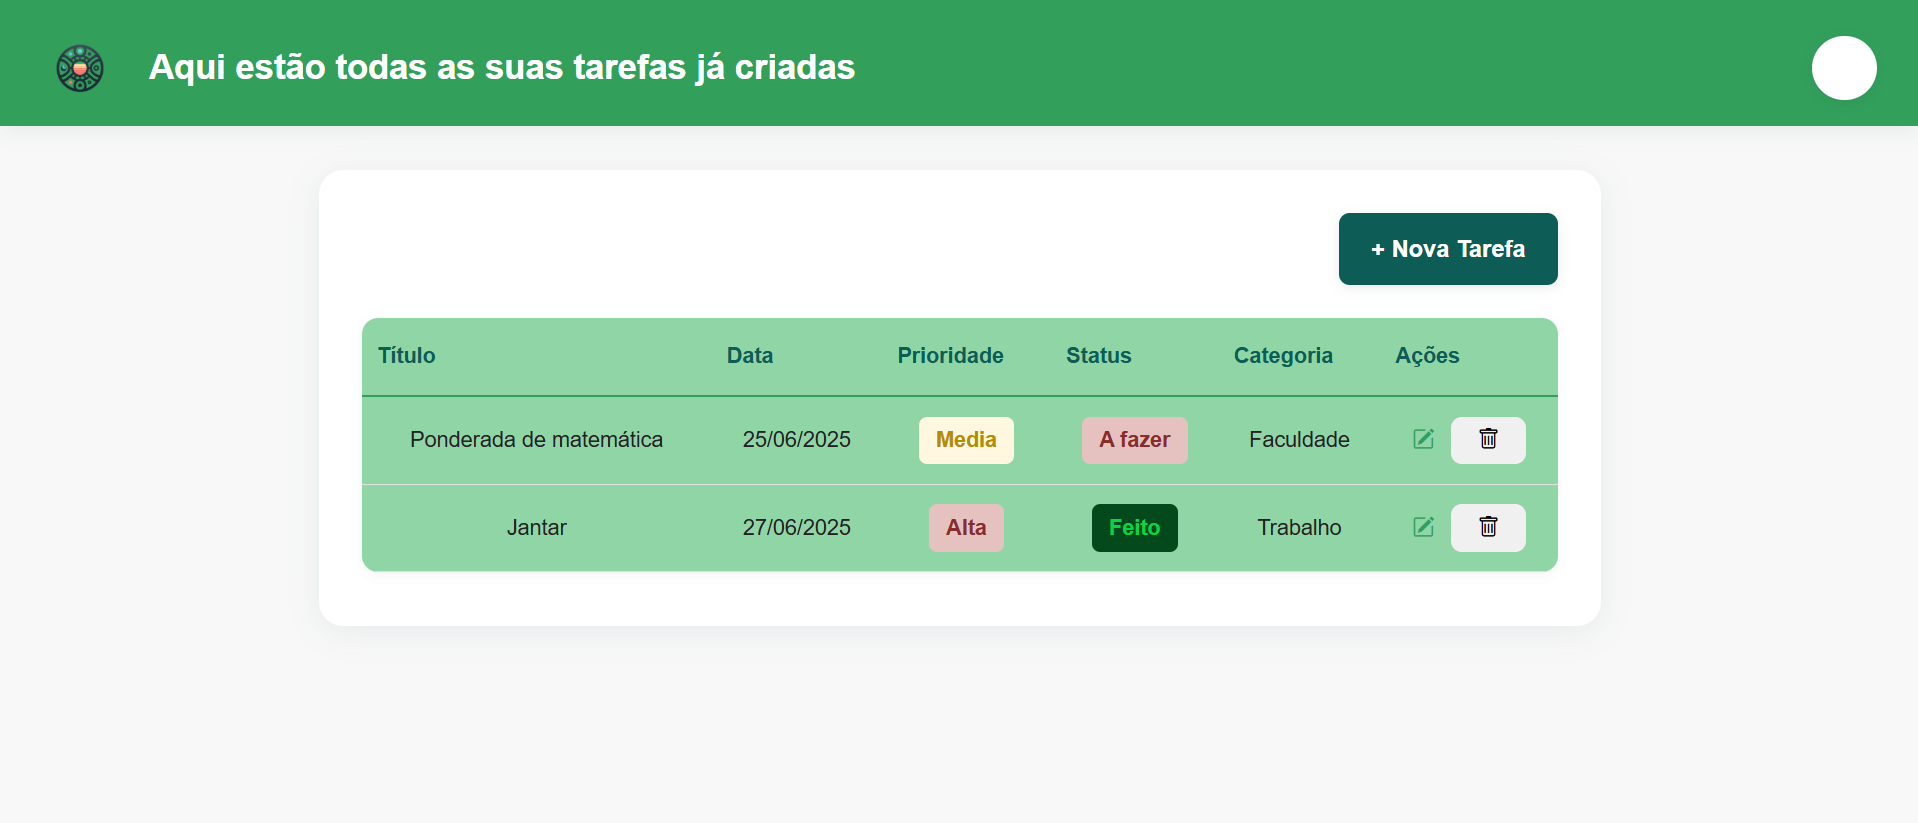 Aqui estão todas as suas tarefas já criadas
+ Nova Tarefa
Título Data Prioridade Status Categoria Ações
Ponderada de matemática 25/06/2025 Media A fazer Faculdade
Jantar 27/06/2025 Alta Feito Trabalho